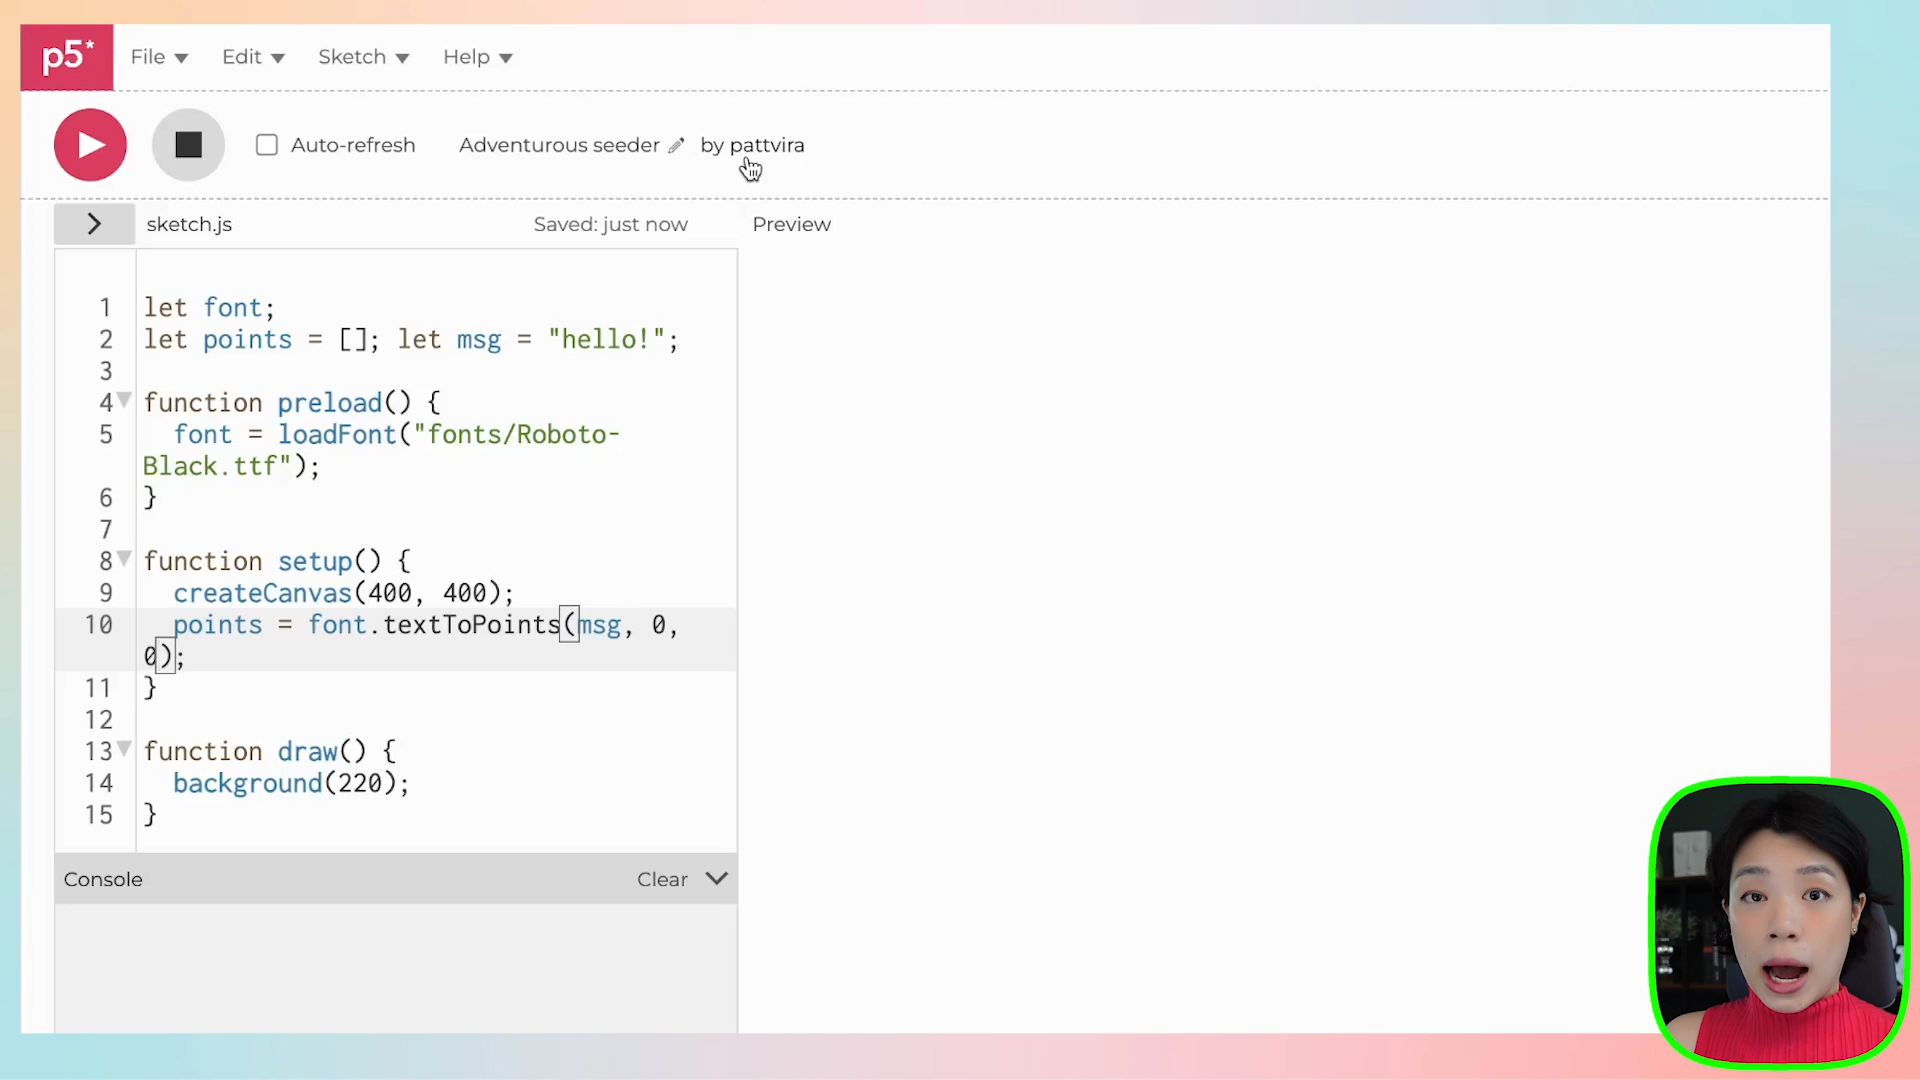 p5* File Edit Sketch Help
Auto-refresh Adventurous seeder by pattvira
sketch.js Saved: just now Preview
1 let font;
2 let points = []; let msg = "hello!";
3
4 function preload() {
5 font = loadFont("fonts/Roboto-
Black.ttf");
6 }
7
8 function setup() {
9 createCanvas(400, 400);
10 points = font.textToPoints(msg, 0,
0);
11 }
12
13 function draw() {
14 background(220);
15 }
Console Clear